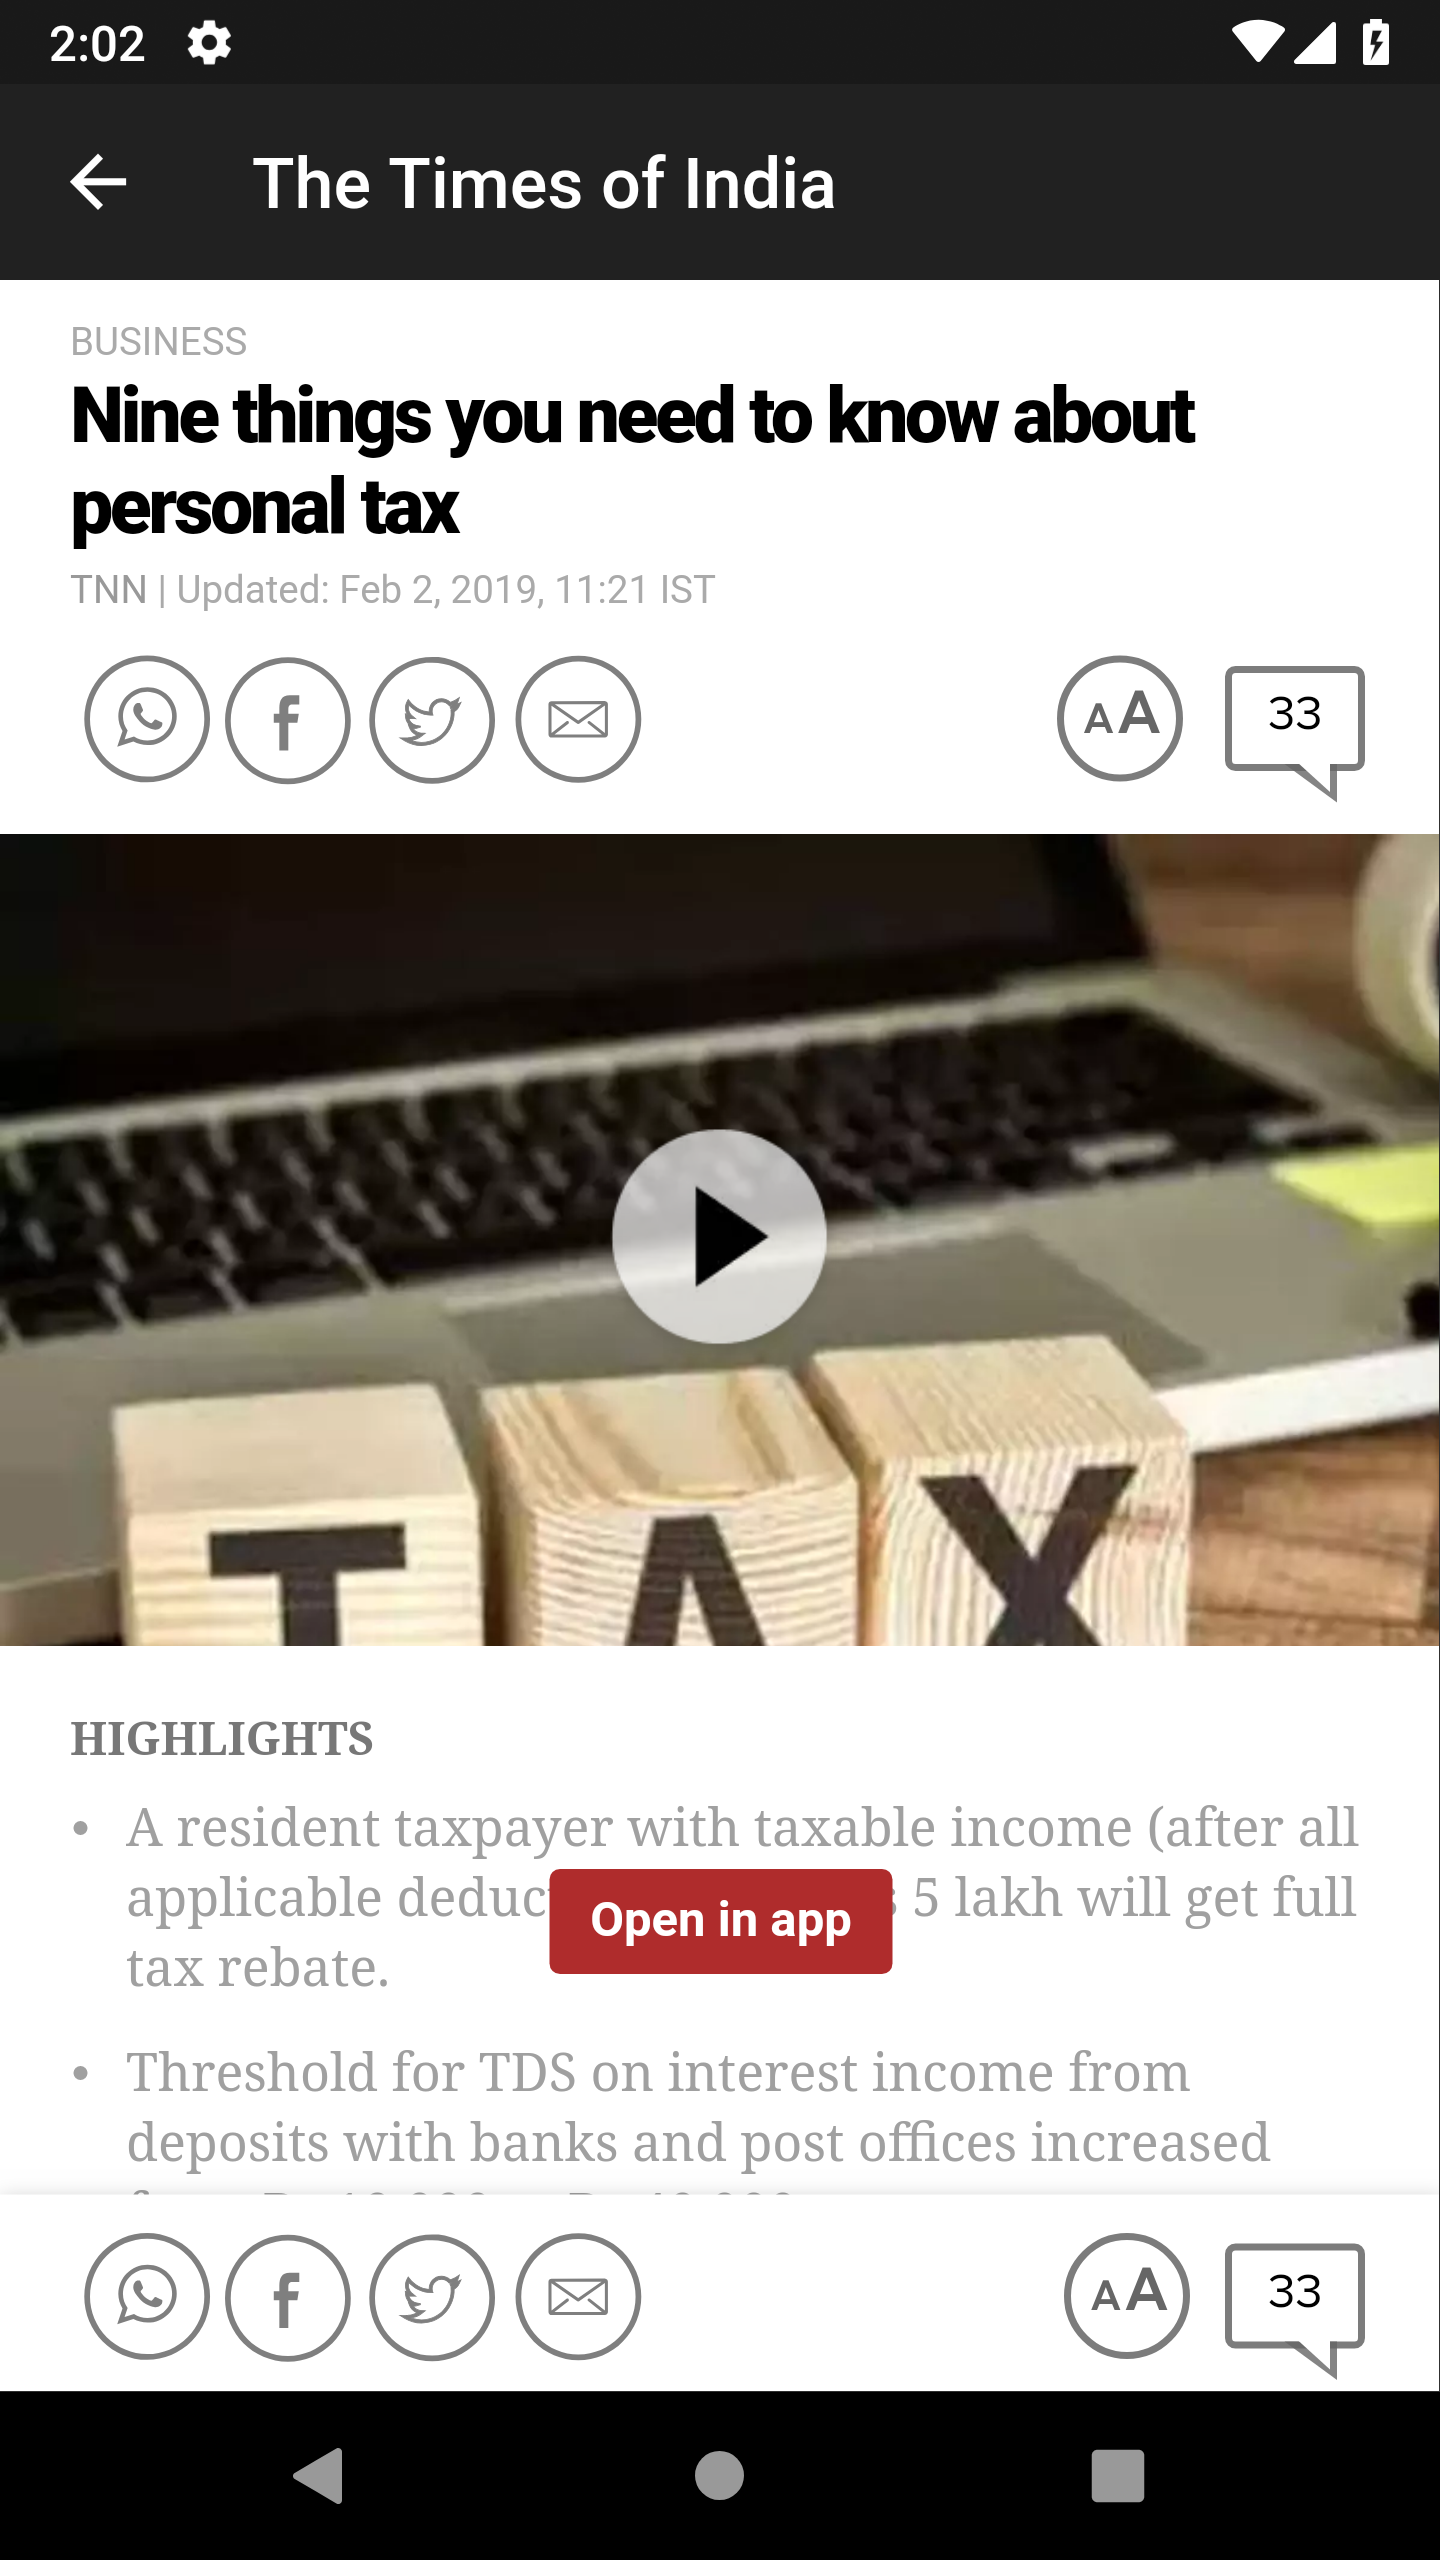 2:02
The Times of India
BUSINESS
Nine things you need to know about
personal tax
TNN | Updated: Feb 2, 2019, 11:21 IST
AA
33
TAX
HIGHLIGHTS
• A resident taxpayer with taxable income (after all
applicable 5 lakh will get full
Open in app
tax rebate.
• Threshold for TDS on interest income from
deposits with banks and post offices increased
AA
33